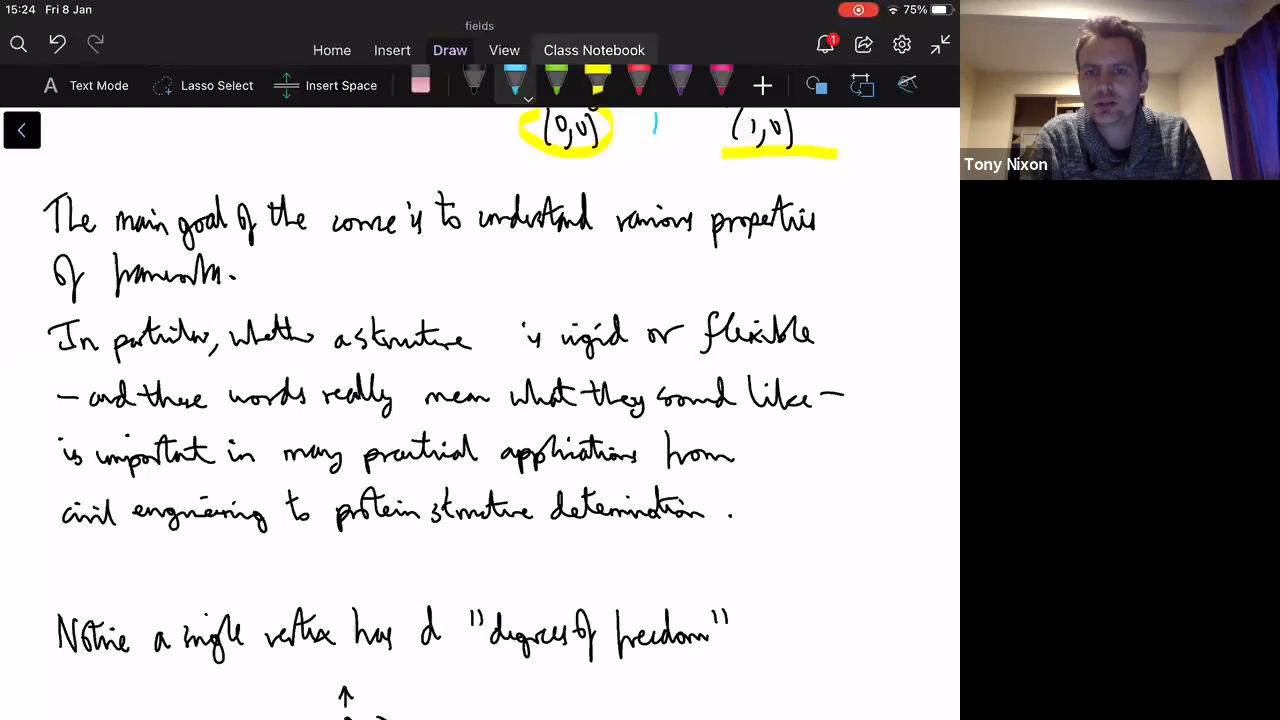 15:24 Fri 8 Jan
75%
fields
Home Insert Draw View Class Notebook
1
Text Mode Lasso Select Insert Space
(0,0) 1 (1,0)
Tony Nixon
The main goal of the course is to understand various properties
of frameworks.
In particular, whether a structure is rigid or flexible
- and these words really mean what they sound like -
is important in many practical applications from
civil engineering to protein structure determination.
Notice a single vertex has d "degrees of freedom"